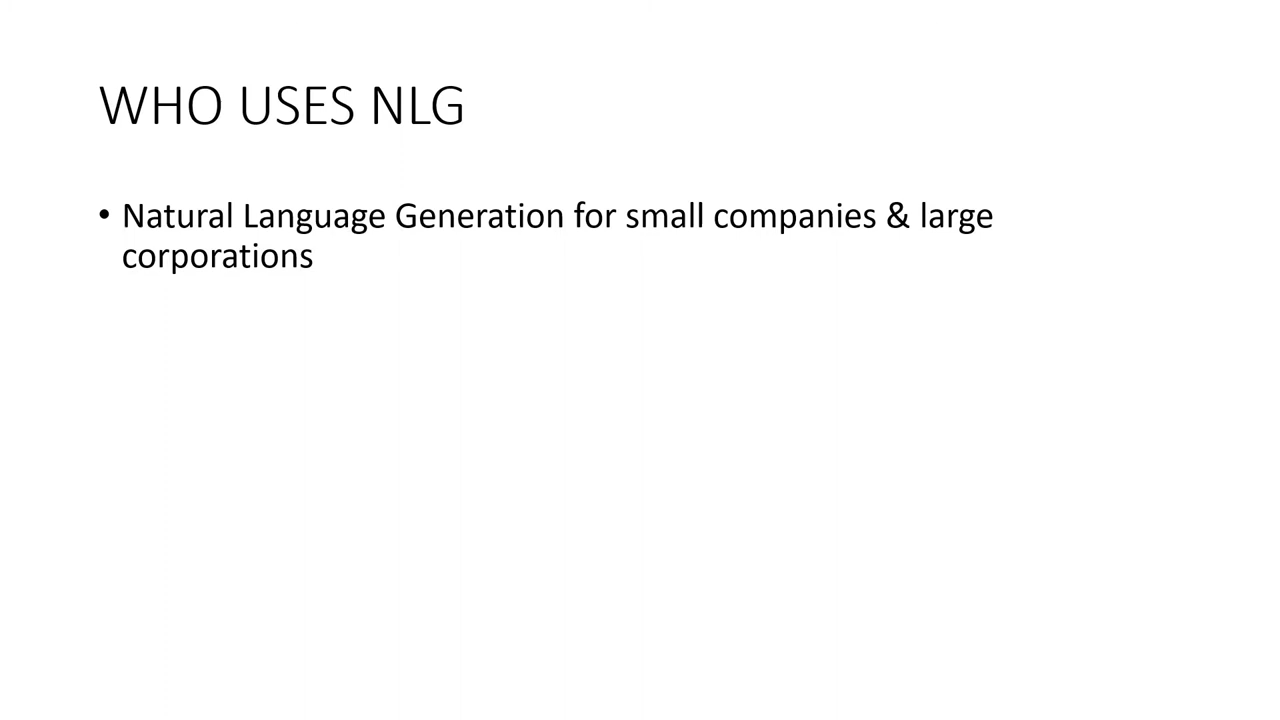 WHO USES NLG
• Natural Language Generation for small companies & large
corporations